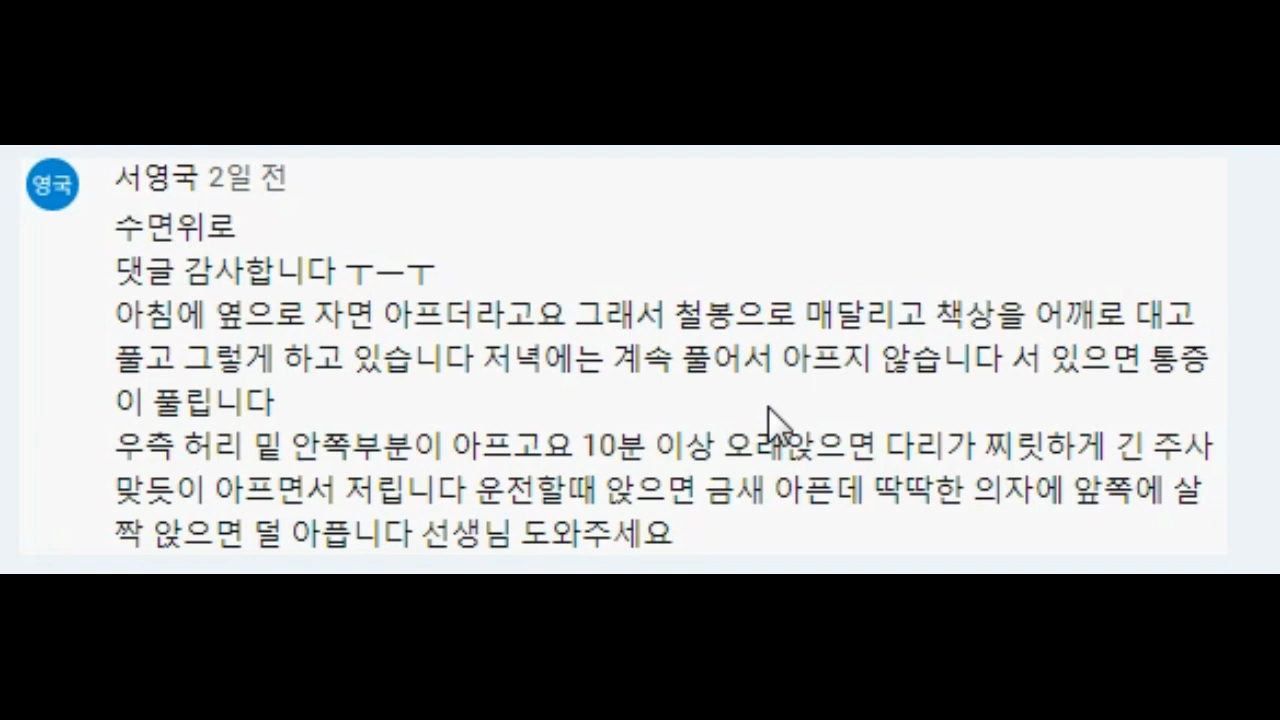 영국
서영국 2일 전
수면위로
댓글 감사합니다 ㅜㅡㅜ
아침에 옆으로 자면 아프더라고요 그래서 철봉으로 매달리고 책상을 어깨로 대고
풀고 그렇게 하고 있습니다 저녁에는 계속 풀어서 아프지 않습니다 서 있으면 통증
이 풀립니다
우측 허리 밑 안쪽부분이 아프고요 10분 이상 오래앉으면 다리가 찌릿하게 긴 주사
맞듯이 아프면서 저립니다 운전할때 앉으면 금새 아픈데 딱딱한 의자에 앞쪽에 살
짝 앉으면 덜 아픕니다 선생님 도와주세요